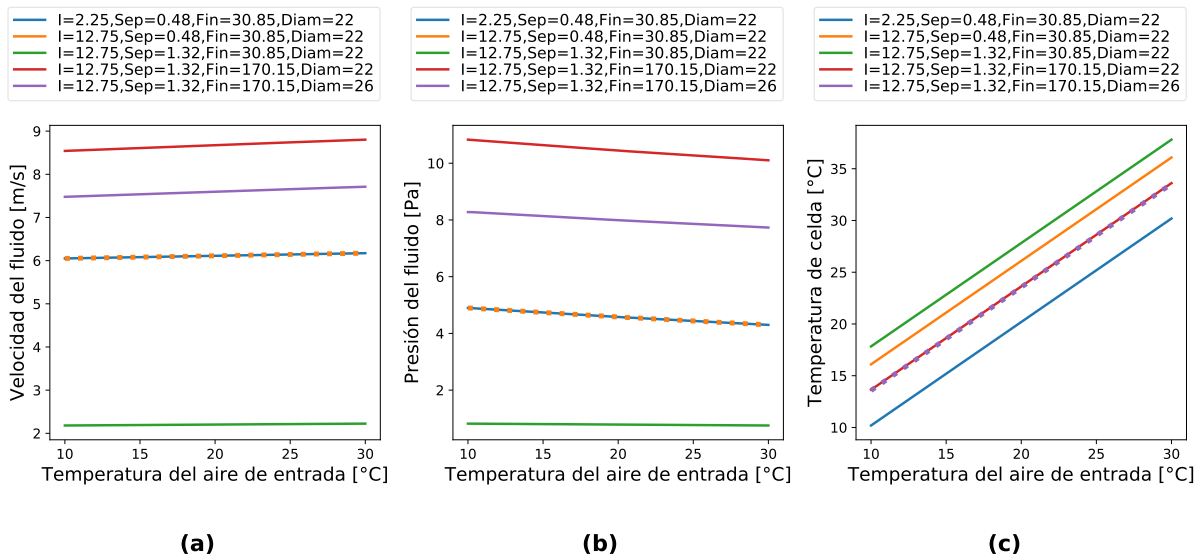 I=2.25,Sep=0.48,Fin=30.85,Diam=22
I=12.75,Sep=0.48,Fin=30.85,Diam=22
I=12.75,Sep=1.32,Fin=30.85,Diam=22
I=12.75,Sep=1.32,Fin=170.15,Diam=22
I=12.75,Sep=1.32,Fin=170.15,Diam=26
9
8
7
6
5
4
3
2
Velocidad del fluido [m/s]
10 15 20 25 30
Temperatura del aire de entrada [°C]
(a)
I=2.25,Sep=0.48,Fin=30.85,Diam=22
I=12.75,Sep=0.48,Fin=30.85,Diam=22
I=12.75,Sep=1.32,Fin=30.85,Diam=22
I=12.75,Sep=1.32,Fin=170.15,Diam=22
I=12.75,Sep=1.32,Fin=170.15,Diam=26
10
8
6
4
2
Presión del fluido [Pa]
10 15 20 25 30
Temperatura del aire de entrada [°C]
(b)
I=2.25,Sep=0.48,Fin=30.85,Diam=22
I=12.75,Sep=0.48,Fin=30.85,Diam=22
I=12.75,Sep=1.32,Fin=30.85,Diam=22
I=12.75,Sep=1.32,Fin=170.15,Diam=22
I=12.75,Sep=1.32,Fin=170.15,Diam=26
35
30
25
20
15
10
Temperatura de celda [°C]
10 15 20 25 30
Temperatura del aire de entrada [°C]
(c)